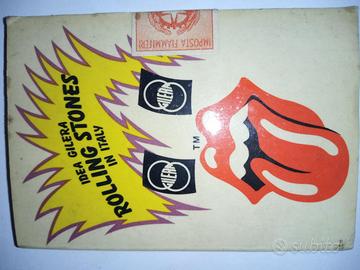 IDEA GILERA
ROLLING STONES
IN ITALY
IMPOSTA FIAMMIFERI
GILERA
GILERA
TM
Subito